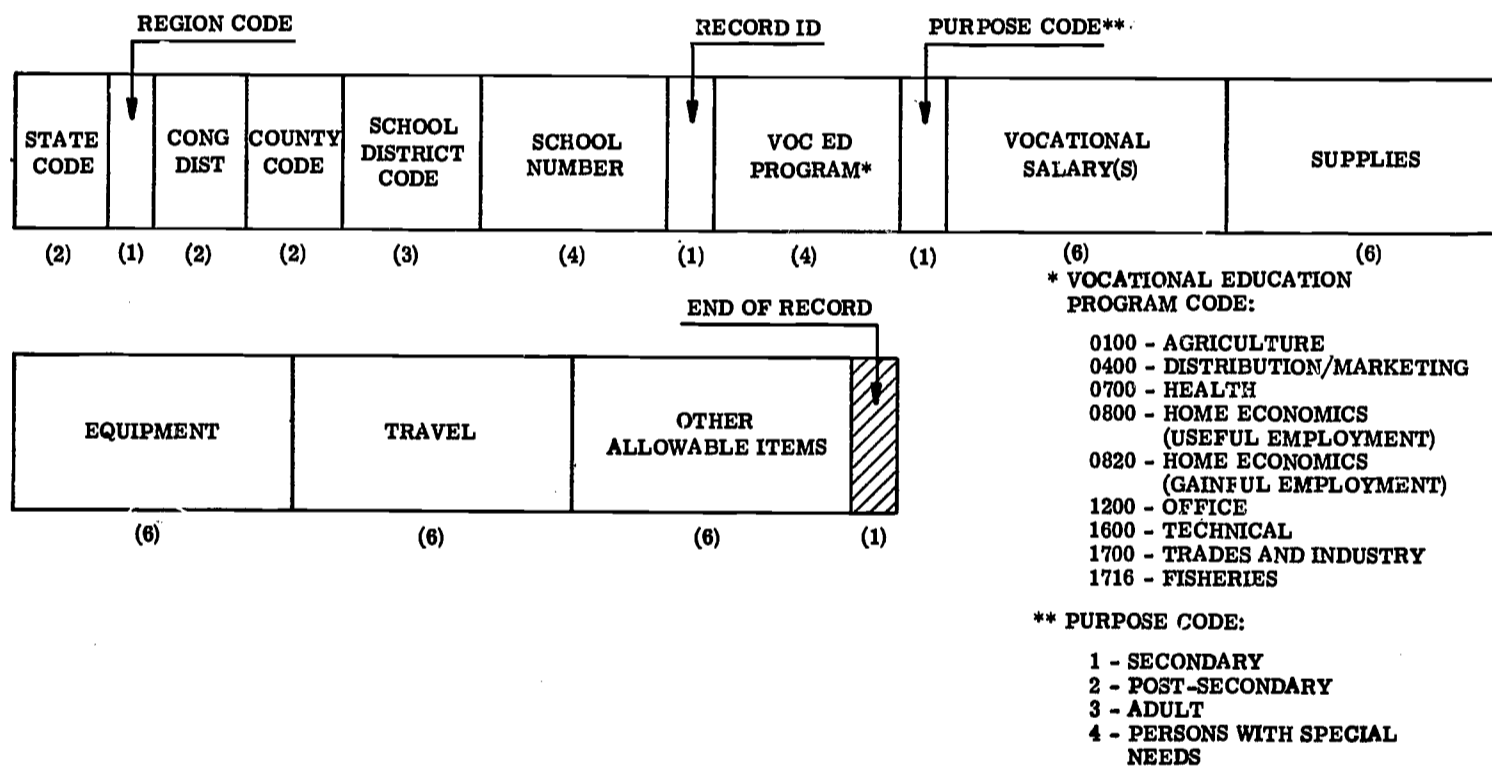 REGION CODE
RECORD ID
PURPOSE CODE**
STATE
CODE
CONG
DIST
COUNTY
CODE
SCHOOL
DISTRICT
CODE
SCHOOL
NUMBER
VOC ED
PROGRAM*
VOCATIONAL
SALARY(S)
SUPPLIES
(2) (1) (2) (2) (3) (4) (1) (4) (1) (6) (6)
END OF RECORD
EQUIPMENT
TRAVEL
OTHER
ALLOWABLE ITEMS
(6) (6) (6) (1)
* VOCATIONAL EDUCATION
PROGRAM CODE:
0100 - AGRICULTURE
0400 - DISTRIBUTION/MARKETING
0700 - HEALTH
0800 - HOME ECONOMICS
(USEFUL EMPLOYMENT)
0820 - HOME ECONOMICS
(GAINFUL EMPLOYMENT)
1200 - OFFICE
1600 - TECHNICAL
1700 - TRADES AND INDUSTRY
1716 - FISHERIES
** PURPOSE CODE:
1 - SECONDARY
2 - POST-SECONDARY
3 - ADULT
4 - PERSONS WITH SPECIAL
NEEDS